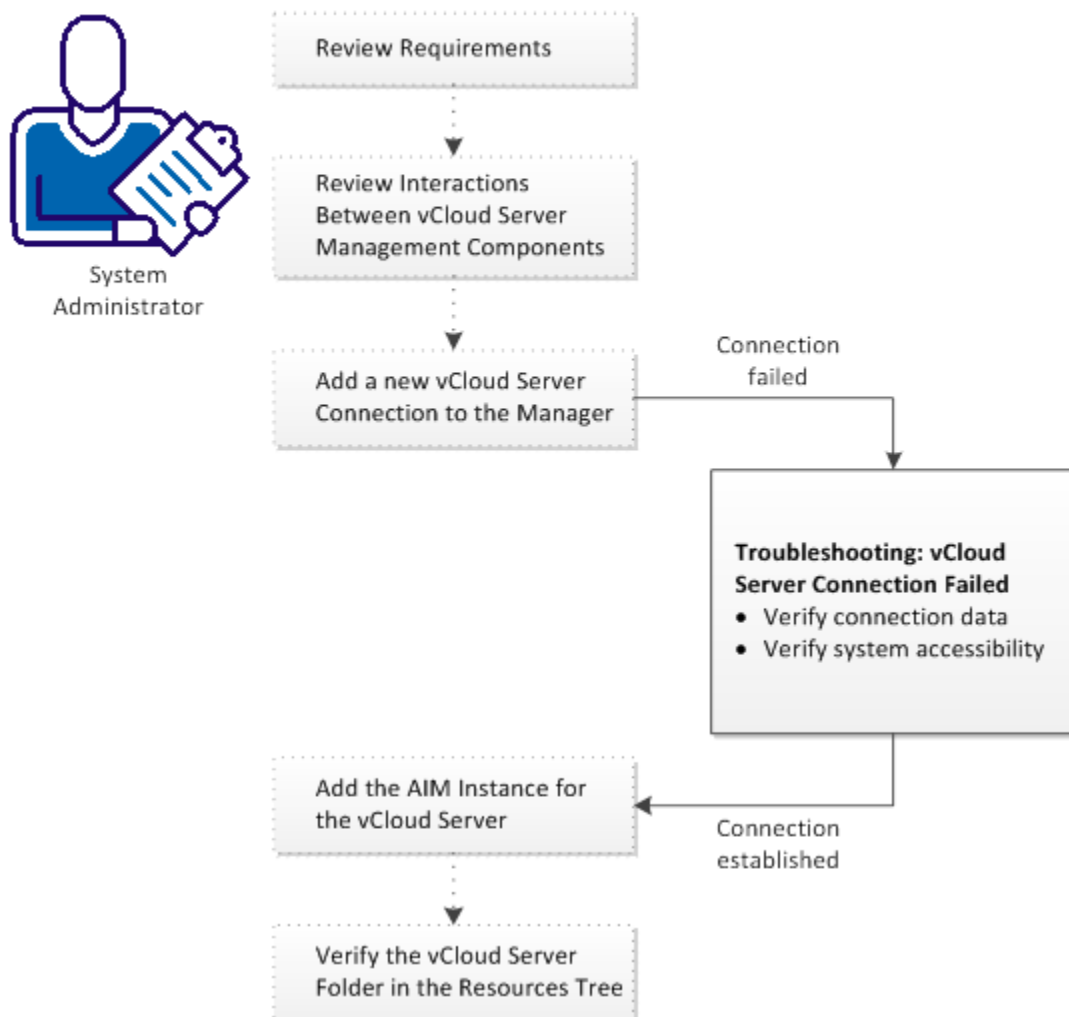 Review Requirements
System
Administrator
Review Interactions
Between vCloud Server
Management Components
Add a new vCloud Server
Connection to the Manager
Connection
failed
Troubleshooting: vCloud
Server Connection Failed
• Verify connection data
• Verify system accessibility
Add the AIM Instance for
the vCloud Server
Connection
established
Verify the vCloud Server
Folder in the Resources Tree